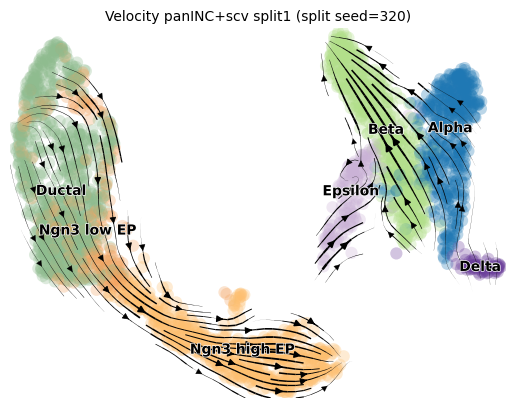 Velocity panINC+scv split1 (split seed=320)
Beta
Alpha
Ductal
Epsilon
Ngn3 low EP
Delta
Ngn3 high EP